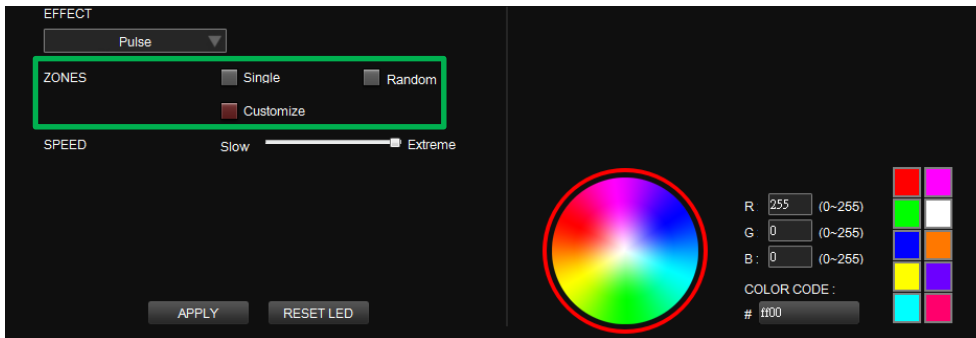 EFFECT
Pulse
ZONES
Single
Random
Customize
SPEED
Slow
Extreme
APPLY
RESET LED
R 255 (0~255)
G 0 (0~255)
B : 0 (0~255)
COLOR CODE :
# ff00